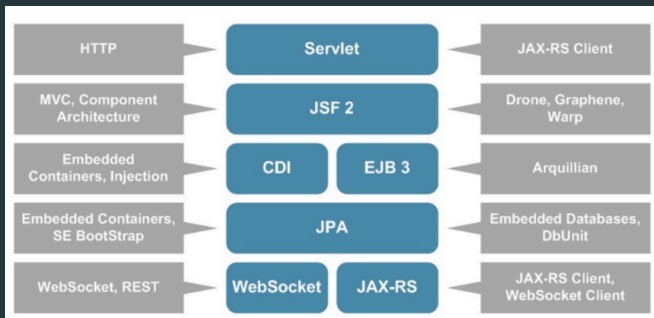 HTTP
Servlet
JAX-RS Client
MVC, Component
Architecture
JSF 2
Drone, Graphene,
Warp
Embedded
Containers, Injection
CDI
EJB 3
Arquillian
Embedded Containers,
SE BootStrap
JPA
Embedded Databases,
DbUnit
WebSocket, REST
WebSocket
JAX-RS
JAX-RS Client,
WebSocket Client